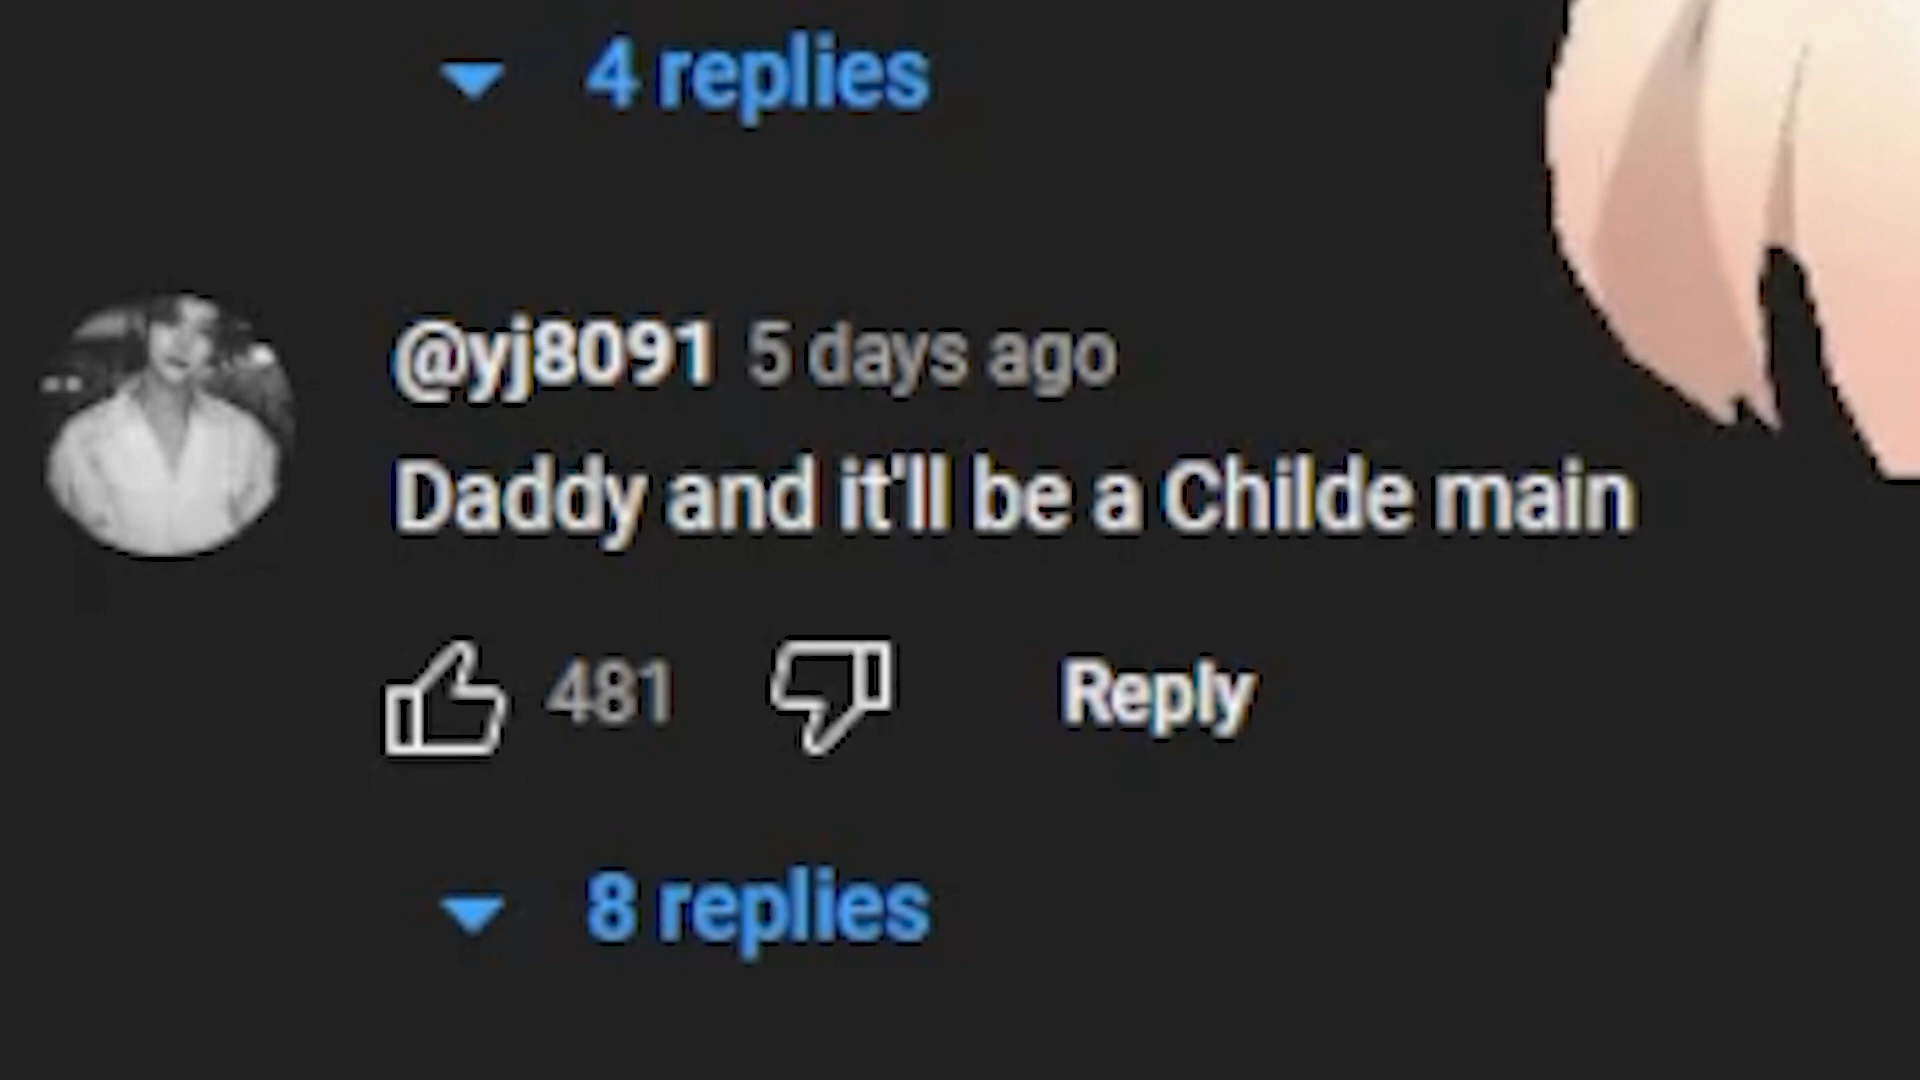 4 replies
@yj8091 5 days ago
Daddy and it'll be a Childe main
481 Reply
8 replies